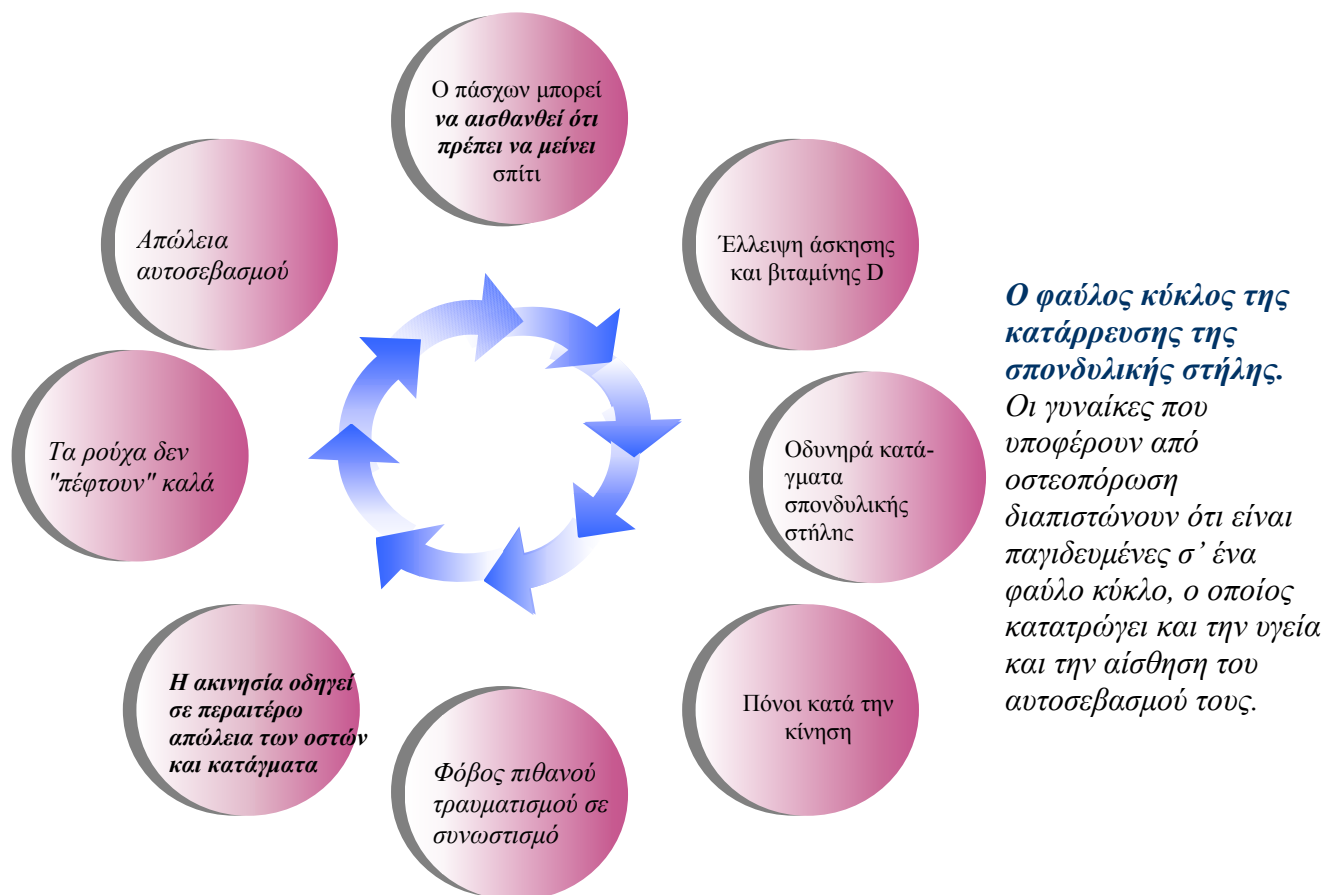 Ο πάσχων μπορεί
να αισθανθεί ότι
πρέπει να μείνει
σπίτι
Έλλειψη άσκησης
και βιταμίνης D
Οδυνηρά κατά-
γματα
σπονδυλικής
στήλης
Πόνοι κατά την
κίνηση
Φόβος πιθανού
τραυματισμού σε
συνωστισμό
Η ακινησία οδηγεί
σε περαιτέρω
απώλεια των οστών
και κατάγματα
Τα ρούχα δεν
"πέφτουν" καλά
Απώλεια
αυτοσεβασμού
Ο φαύλος κύκλος της
κατάρρευσης της
σπονδυλικής στήλης.
Οι γυναίκες που
υποφέρουν από
οστεοπόρωση
διαπιστώνουν ότι είναι
παγιδευμένες σ’ ένα
φαύλο κύκλο, ο οποίος
κατατρώγει και την υγεία
και την αίσθηση του
αυτοσεβασμού τους.